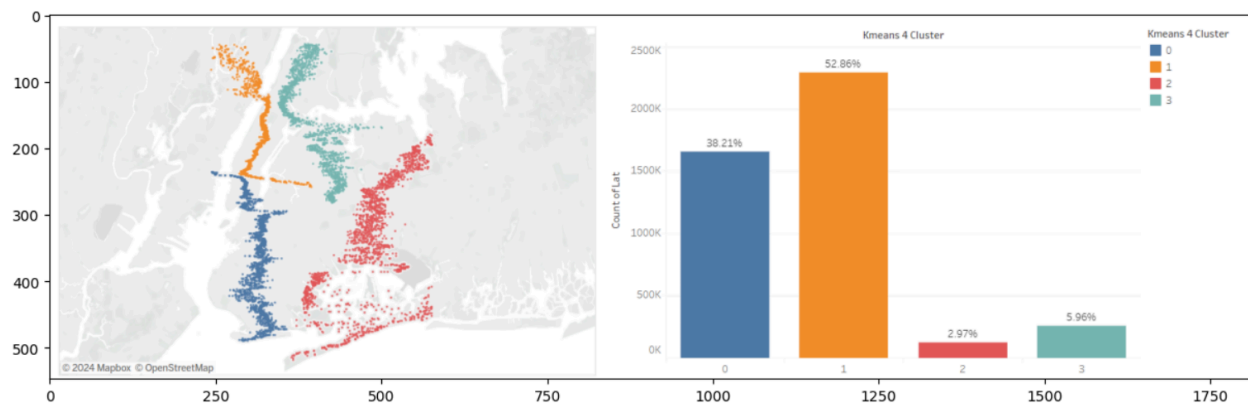 0
100
200
300
400
500
© 2024 Mapbox © OpenStreetMap
Kmeans 4 Cluster
Count of Lat
2500K
2000K
1500K
1000K
500K
0K
38.21%
52.86%
2.97%
5.96%
0
1
2
3
Kmeans 4 Cluster
0
1
2
3
0
250
500
750
1000
1250
1500
1750